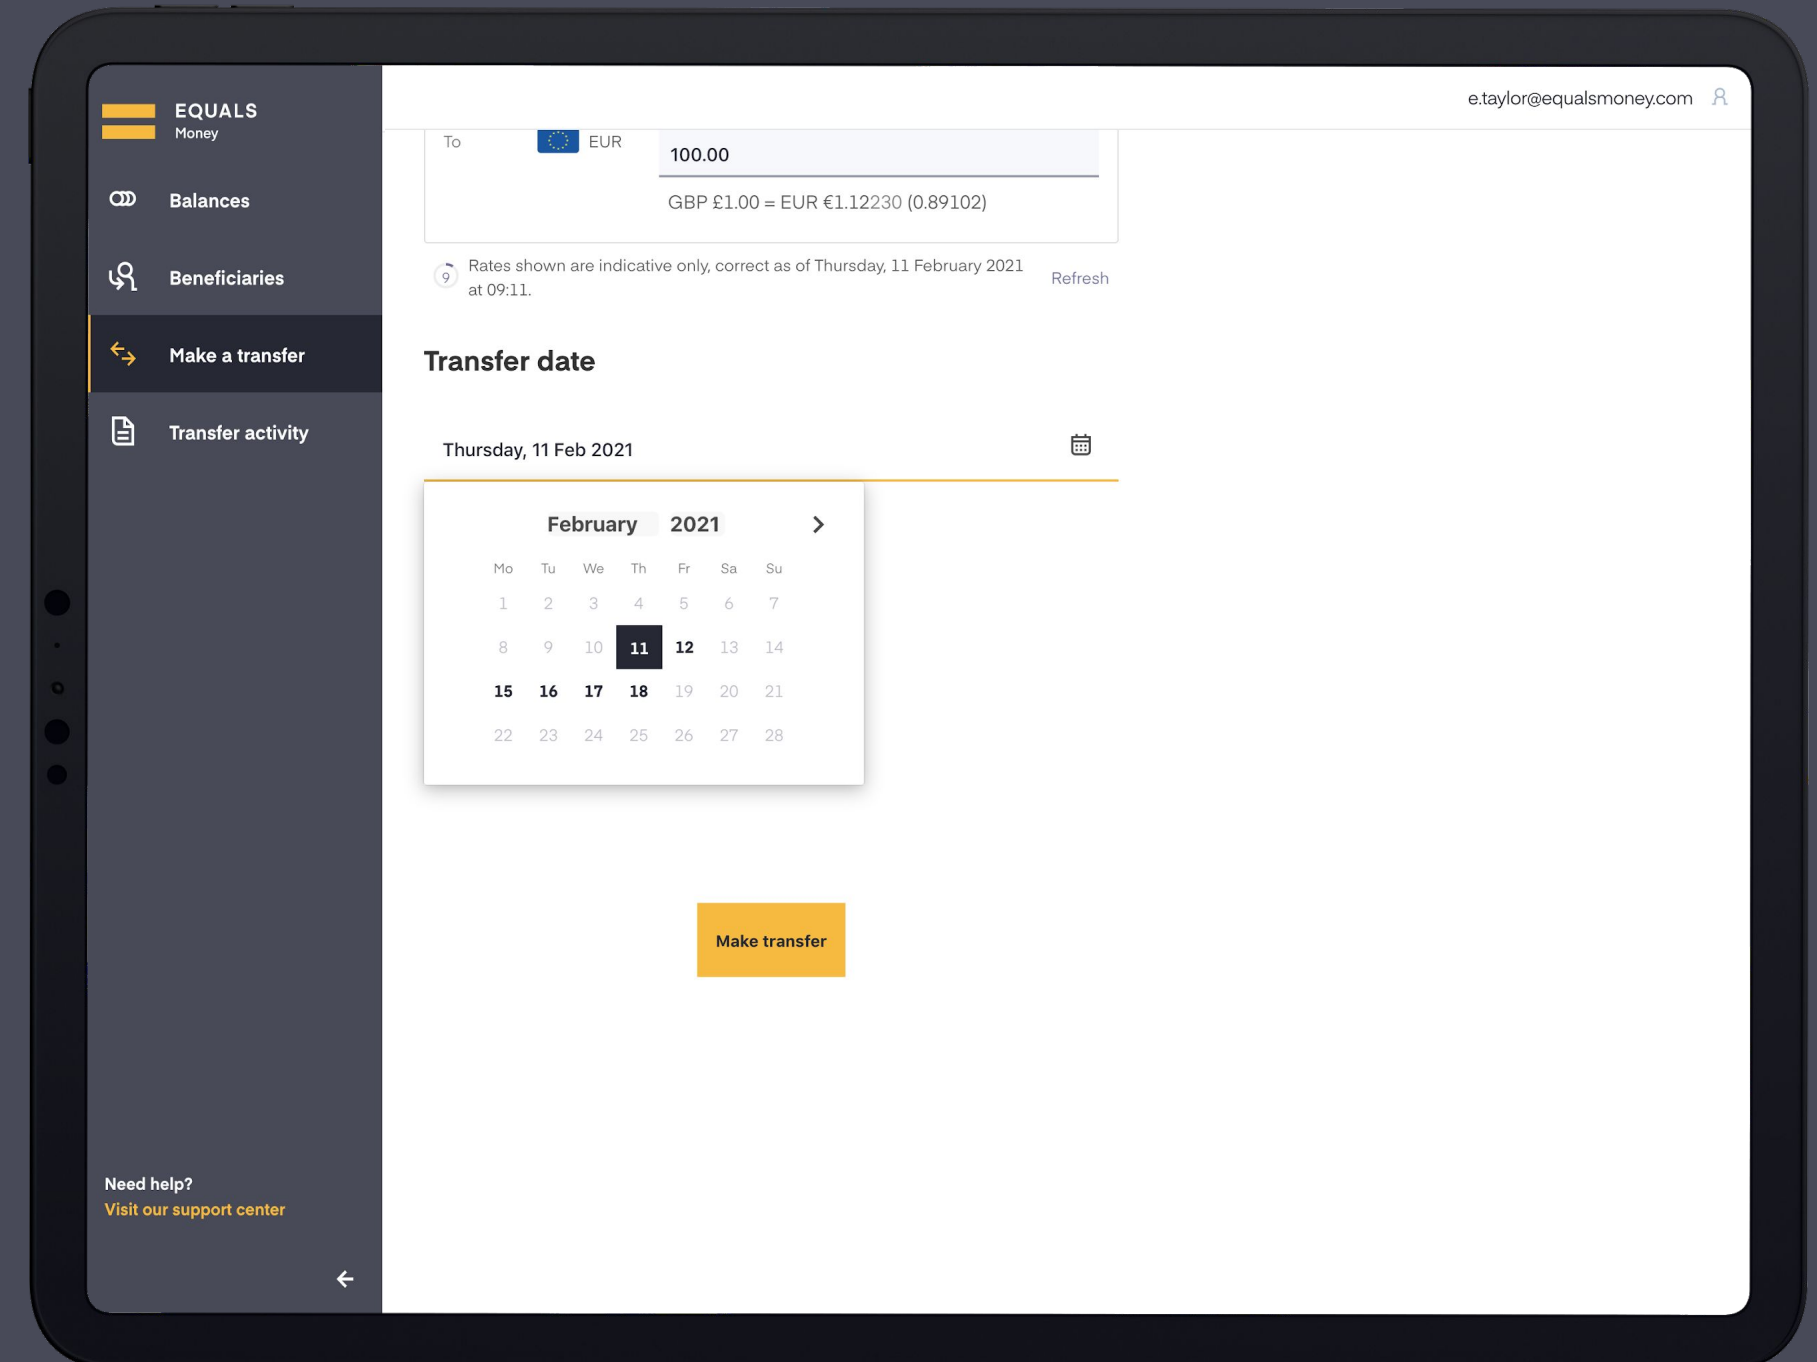 EQUALS
Money
Balances
Beneficiaries
Make a transfer
Transfer activity
Need help?
Visit our support center
e.taylor@equalsmoney.com
To EUR 100.00
GBP £1.00 = EUR €1.12230 (0.89102)
9
Rates shown are indicative only, correct as of Thursday, 11 February 2021
at 09:11.
Refresh
Transfer date
Thursday, 11 Feb 2021
February 2021
Mo Tu We Th Fr Sa Su
1 2 3 4 5 6 7
8 9 10 11 12 13 14
15 16 17 18 19 20 21
22 23 24 25 26 27 28
Make transfer